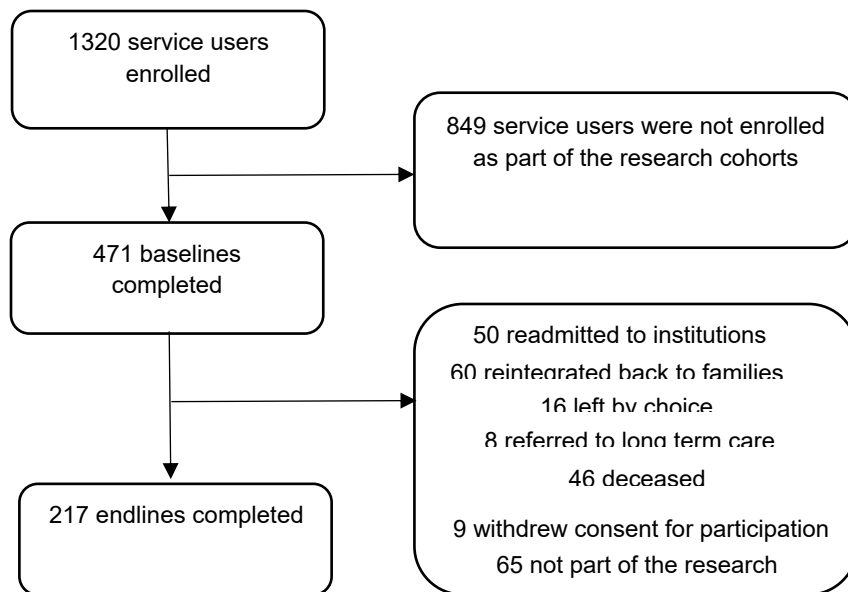 1320 service users
enrolled
849 service users were not enrolled
as part of the research cohorts
471 baselines
completed
50 readmitted to institutions
60 reintegrated back to families
16 left by choice
8 referred to long term care
46 deceased
9 withdrew consent for participation
65 not part of the research
217 endlines completed